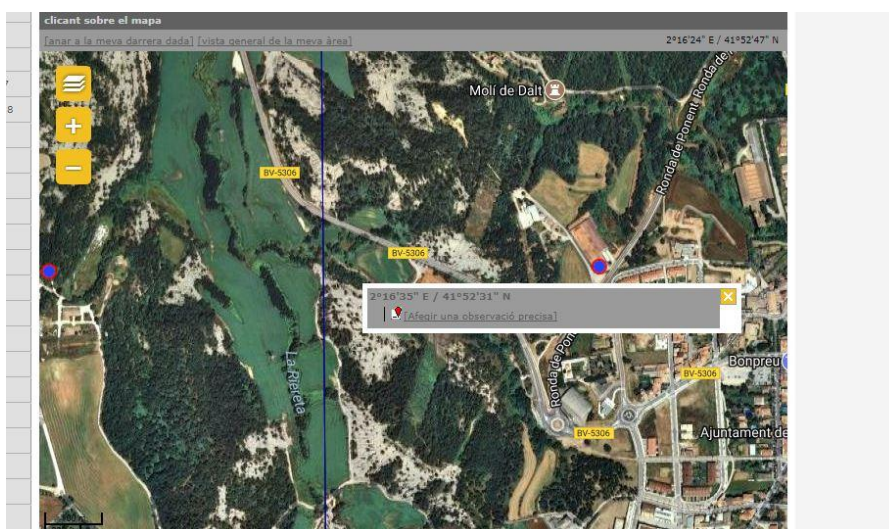 clicant sobre el mapa
[anar a la meva darrera dada] [vista general de la meva àrea]
2°16'24" E / 41°52'47" N
Molí de Dalt
Ronda de Ponent
Ronda de
BV-5306
BV-5306
8
2°16'35" E / 41°52'31" N
[Afegir una observació precisa]
La Riereta
Ronda de Pon
Bonpreu
BV-5306
BV-5306
Ajuntament de